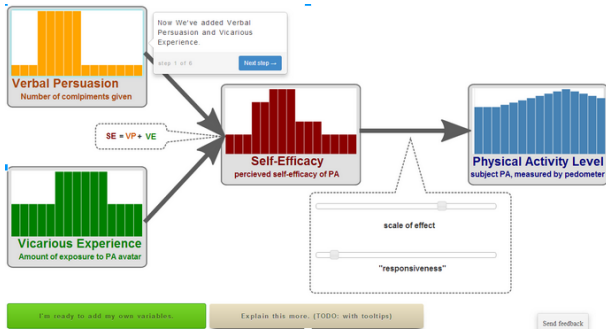 Now We've added Verbal
Persuasion and Vicarious
Experience
step 1 of 6
Next step →
Verbal Persuasion
Number of comlpiments given
SE = VP + VE
Self-Efficacy
percieved self-efficacy of PA
Physical Activity Level
subject PA, measured by pedometer
Vicarious Experience
Amount of exposure to PA avatar
scale of effect
"responsiveness"
I'm ready to add my own variables.
Explain this more. (TODO: with tooltips)
Send feedback